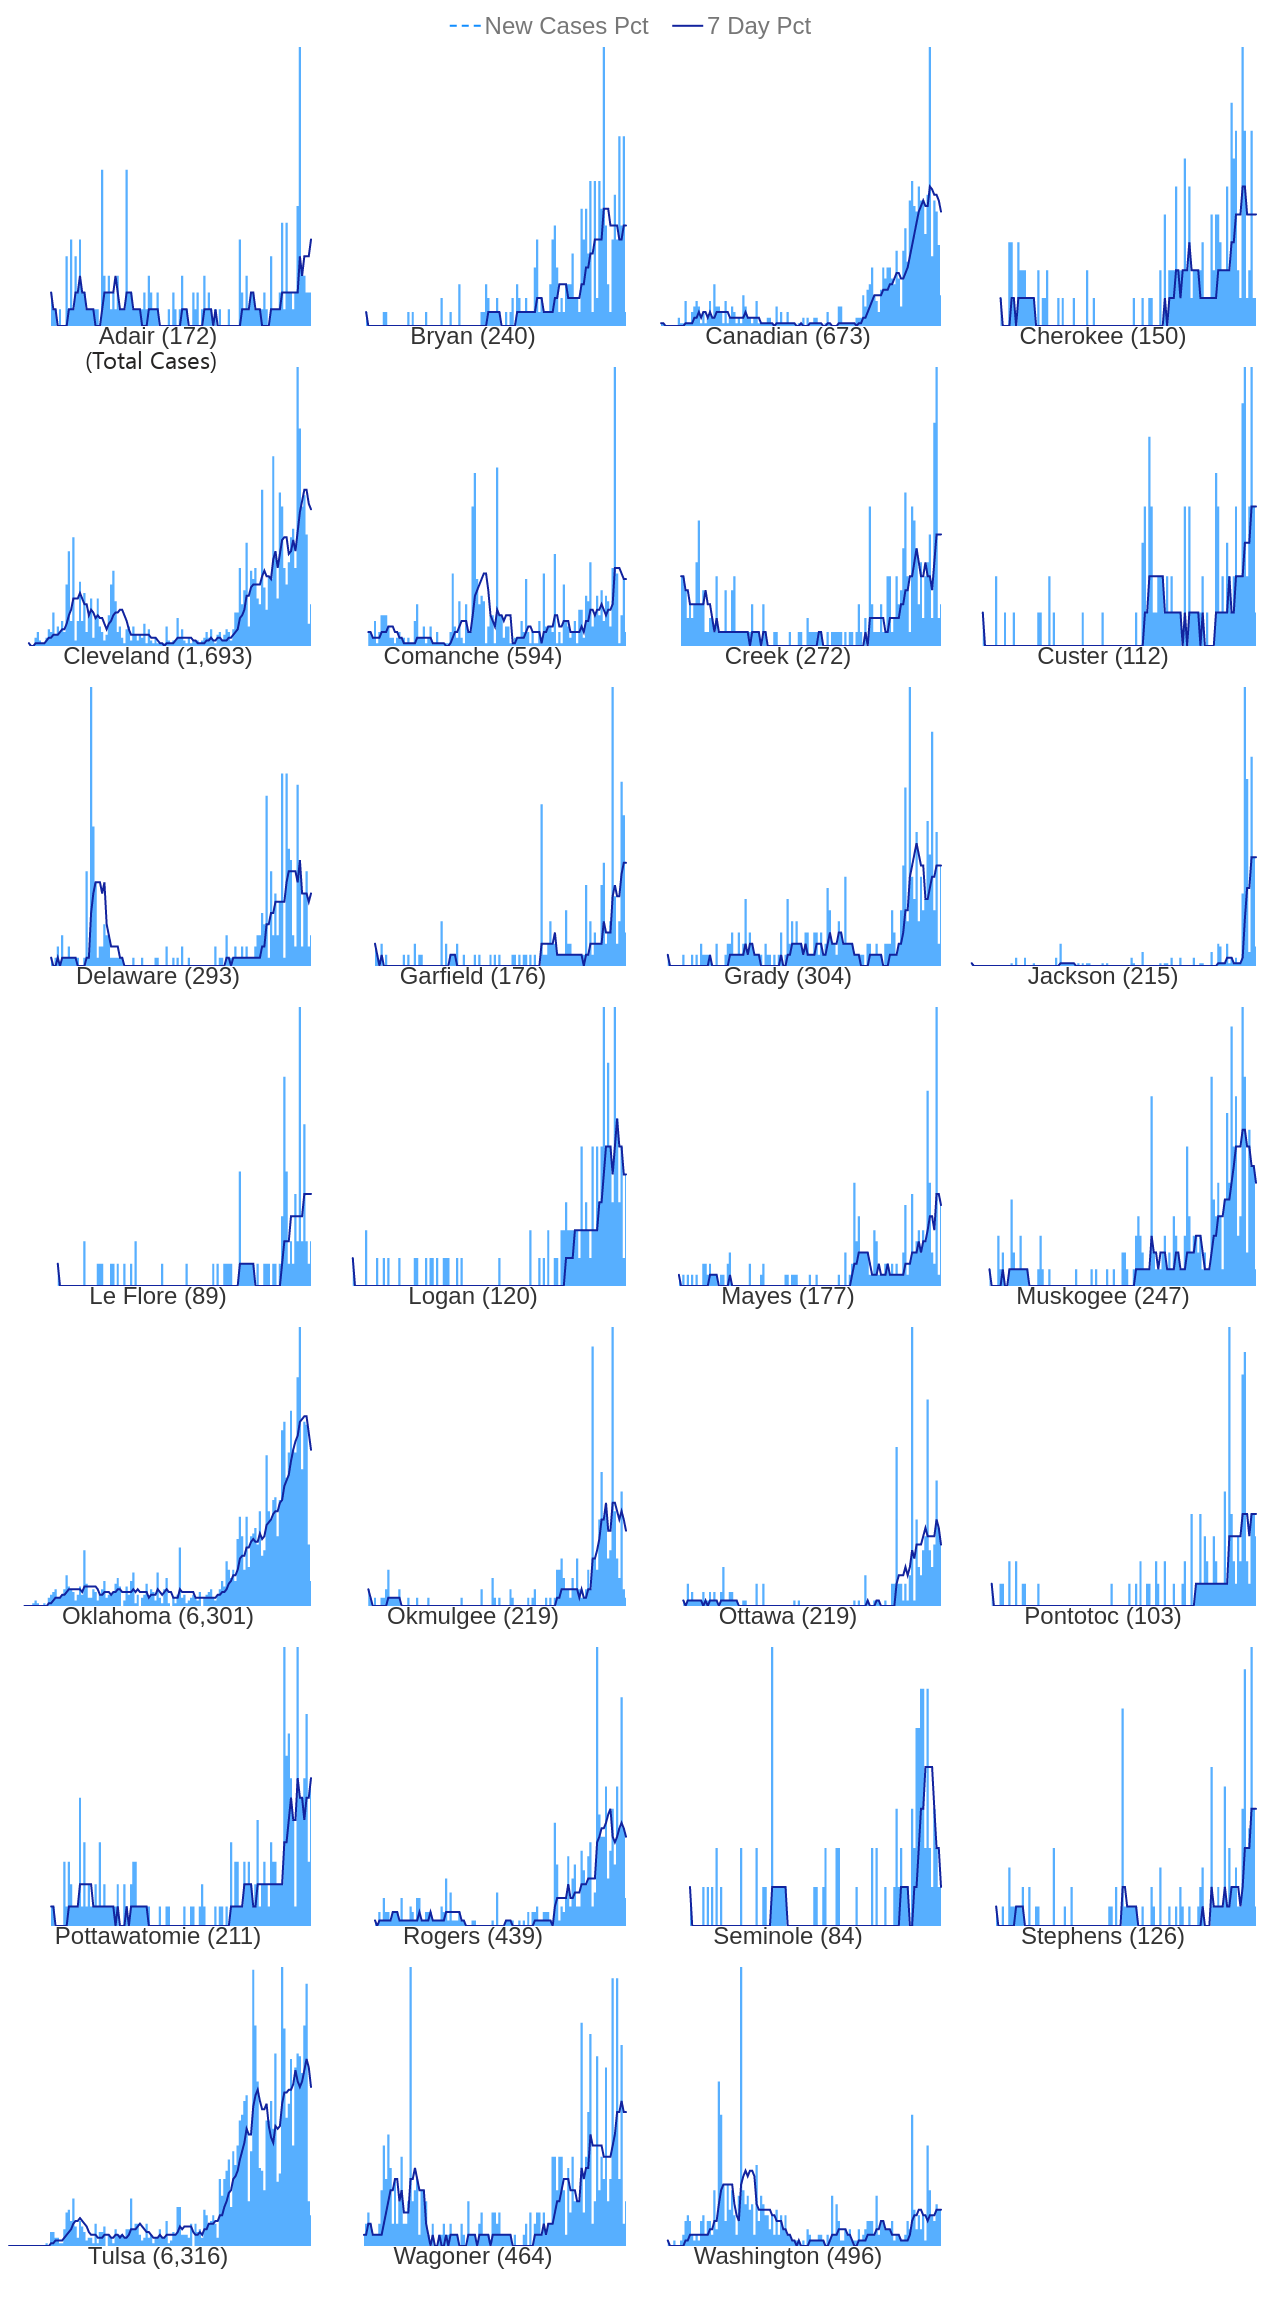 New Cases Pct 7 Day Pct
Adair (172) Bryan (240) Canadian (673) Cherokee (150)
(Total Cases)
Cleveland (1,693) Comanche (594) Creek (272) Custer (112)
Delaware (293) Garfield (176) Grady (304) Jackson (215)
Le Flore (89) Logan (120) Mayes (177) Muskogee (247)
Oklahoma (6,301) Okmulgee (219) Ottawa (219) Pontotoc (103)
Pottawatomie (211) Rogers (439) Seminole (84) Stephens (126)
Tulsa (6,316) Wagoner (464) Washington (496)